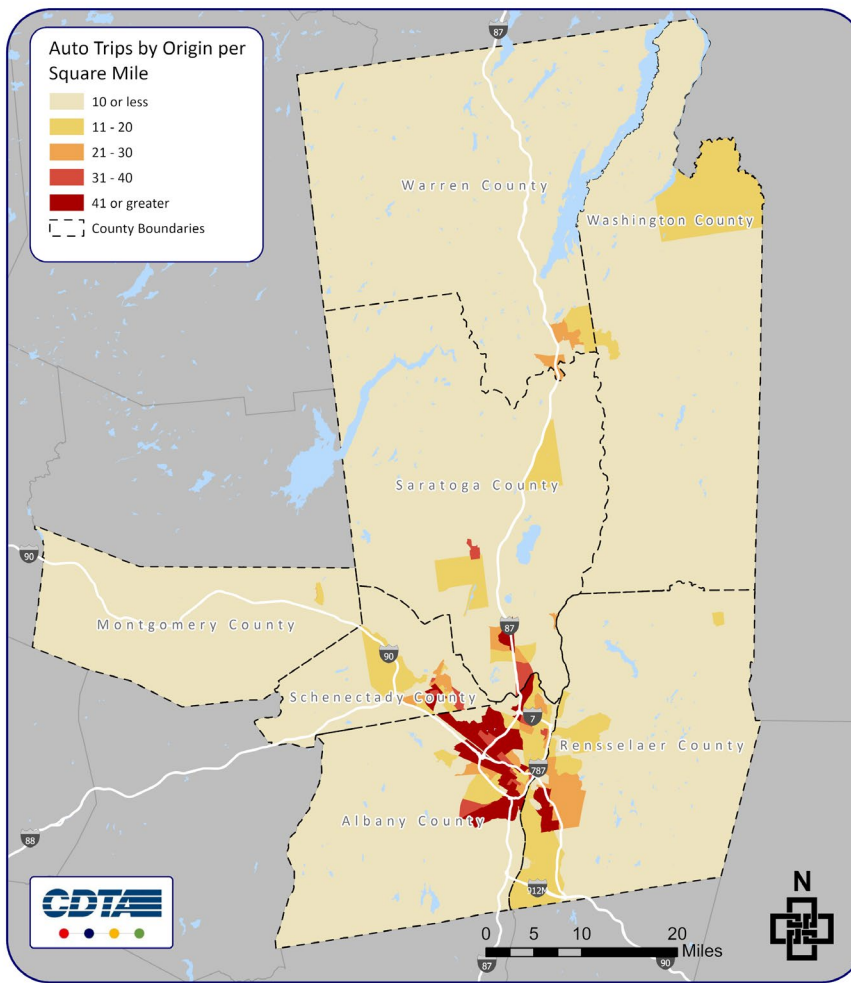 87
Auto Trips by Origin per
Square Mile
10 or less
11 - 20
21 - 30
31 - 40
41 or greater
County Boundaries
Warren County
Washington County
Saratoga County
90
Montgomery County
87
90
Schenectady County
7
Rensselaer County
787
Albany County
88
CDTA
N
912M
0 5 10 20
Miles
87
90